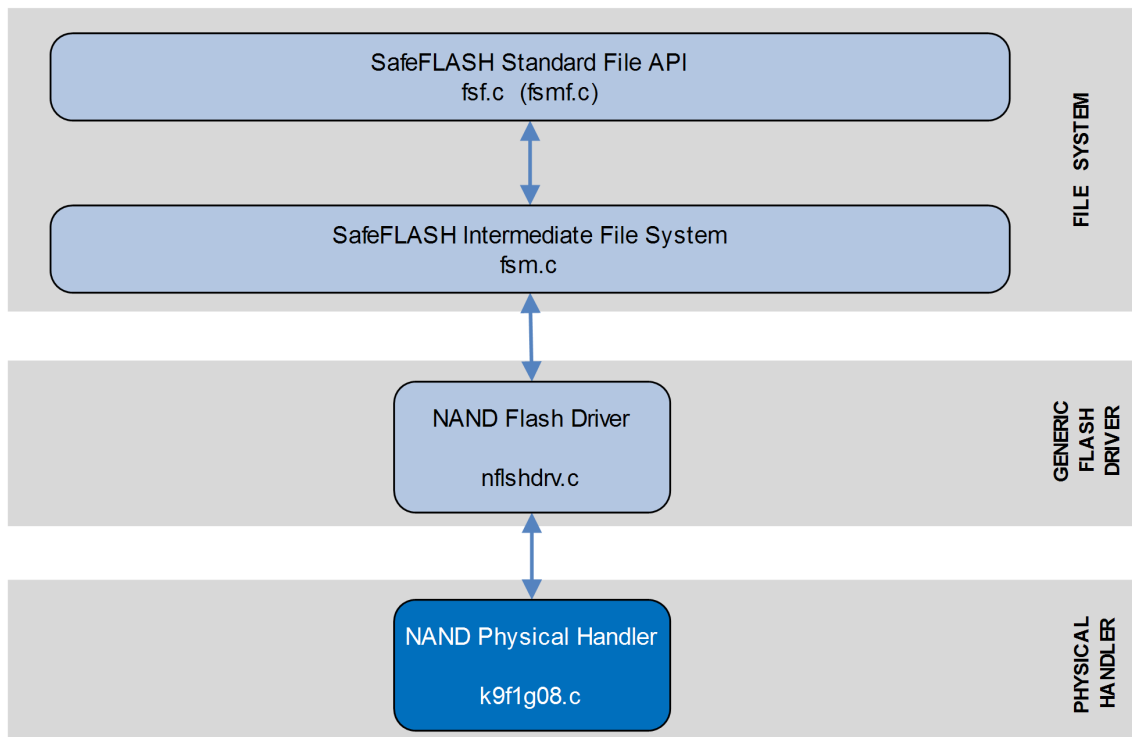 SafeFLASH Standard File API
fsf.c (fsmf.c)
FILE SYSTEM
SafeFLASH Intermediate File System
fsm.c
NAND Flash Driver
nflshdrv.c
GENERIC
FLASH
DRIVER
NAND Physical Handler
k9f1g08.c
PHYSICAL
HANDLER